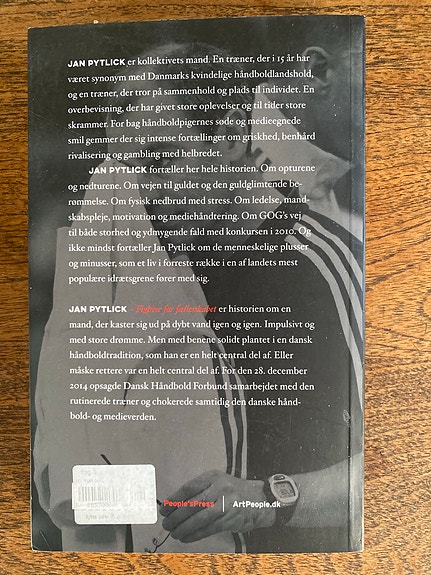 JAN PYTLICK er kollektivets mand. En træner, der i 15 år har
været synonym med Danmarks kvindelige håndboldlandshold,
og en træner, der tror på sammenhold og plads til individet. En
overbevisning, der har givet store oplevelser og til tider store
skrammer. For bag håndboldpigernes søde og medieegnede
smil gemmer der sig intense fortællinger om griskhed, benhård
rivalisering og gambling med helbredet.
JAN PYTLICK fortæller her hele historien. Om opturene
og nedturene. Om vejen til guldet og den guldglimtende be-
rømmelse. Om fysisk nedbrud med stress. Om ledelse, mand-
skabspleje, motivation og mediehåndtering. Om GOG's vej
til både storhed og ydmygende fald med konkursen i 2010. Og
ikke mindst fortæller Jan Pytlick om de menneskelige plusser
og minusser, som et liv i forreste række i en af landets mest
populære idrætsgrene fører med sig.
JAN PYTLICK – Fighter for fællesskabet er historien om en
mand, der kaster sig ud på dybt vand igen og igen. Impulsivt og
med store drømme. Men med benene solidt plantet i en dansk
håndboldtradition, som han er en helt central del af. Eller
måske rettere var en helt central del af. For den 28. december
2014 opsagde Dansk Håndbold Forbund samarbejdet med den
rutinerede træner og chokerede samtidig den danske hånd-
bold- og medieverden.
People'sPress | ArtPeople.dk